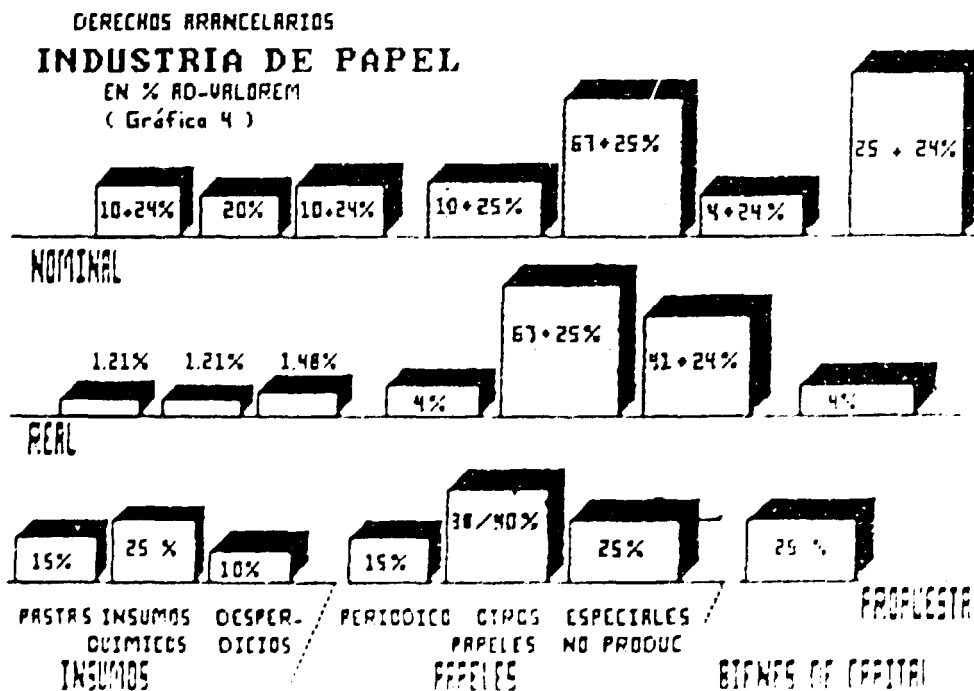 DERECHOS ARANCELARIOS
INDUSTRIA DE PAPEL
EN % AD-VALOREM
( Gráfica 4 )
10+24% 20% 10+24% 10+25% 67+25% 4+24% 25 + 24%
NOMINAL
1.21% 1.21% 1.48% 4% 67+25% 41+24% 4%
REAL
15% 25 % 10% 15% 38/40% 25% 25 %
PROPUESTA
PASTAS INSUMOS DESPER- PERIODICO OTROS ESPECIALES
QUIMICOS DICIOS PAPELES NO PRODUC
INSUMOS PAPELES BIENES DE CAPITAL